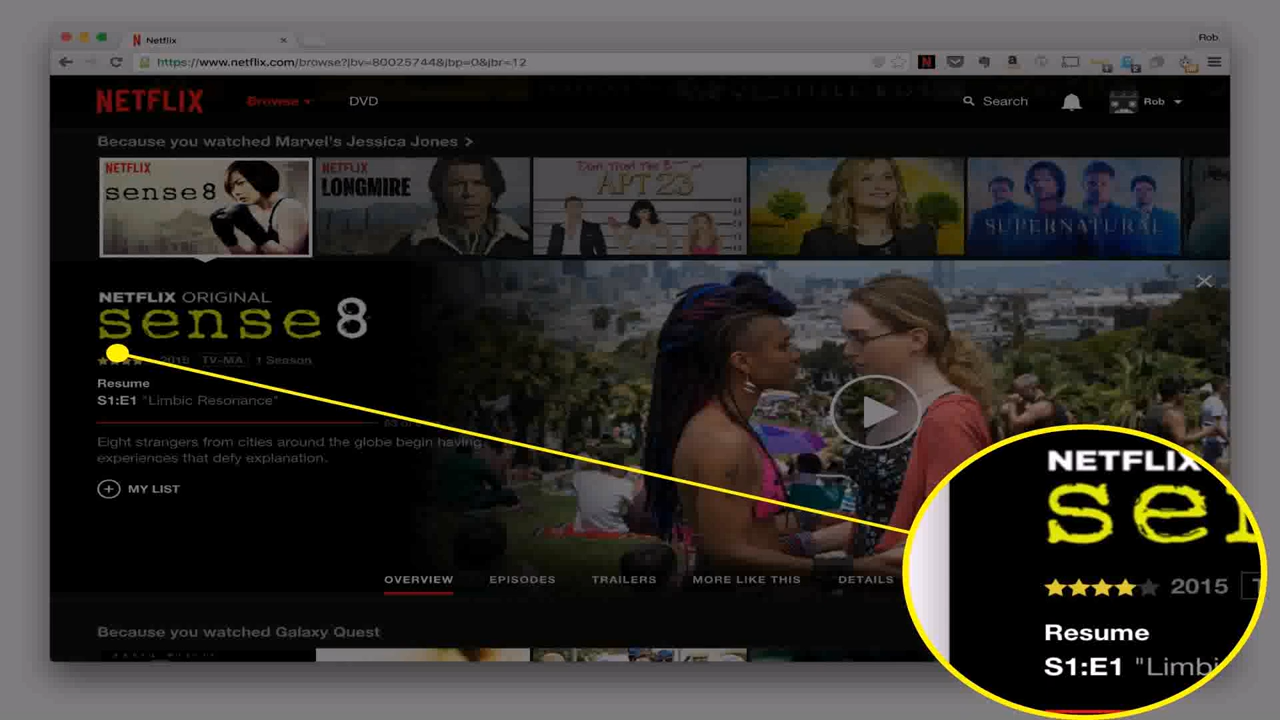 Rob
Netflix
https://www.netflix.com/browse?jbv=80025744&jbp=0&jbr=12
NETFLIX Browse DVD Search Rob
Because you watched Marvel's Jessica Jones >
NETFLIX
sense8
NETFLIX
LONGMIRE
Don't Trust the B
APT 23
SUPERNATURAL
NETFLIX ORIGINAL
sense8
2015 TV-MA 1 Season
Resume
S1:E1 "Limbic Resonance"
Eight strangers from cities around the globe begin having
experiences that defy explanation.
MY LIST
OVERVIEW EPISODES TRAILERS MORE LIKE THIS DETAILS
Because you watched Galaxy Quest
NETFLIX
se
2015
Resume
S1:E1 "Limbi